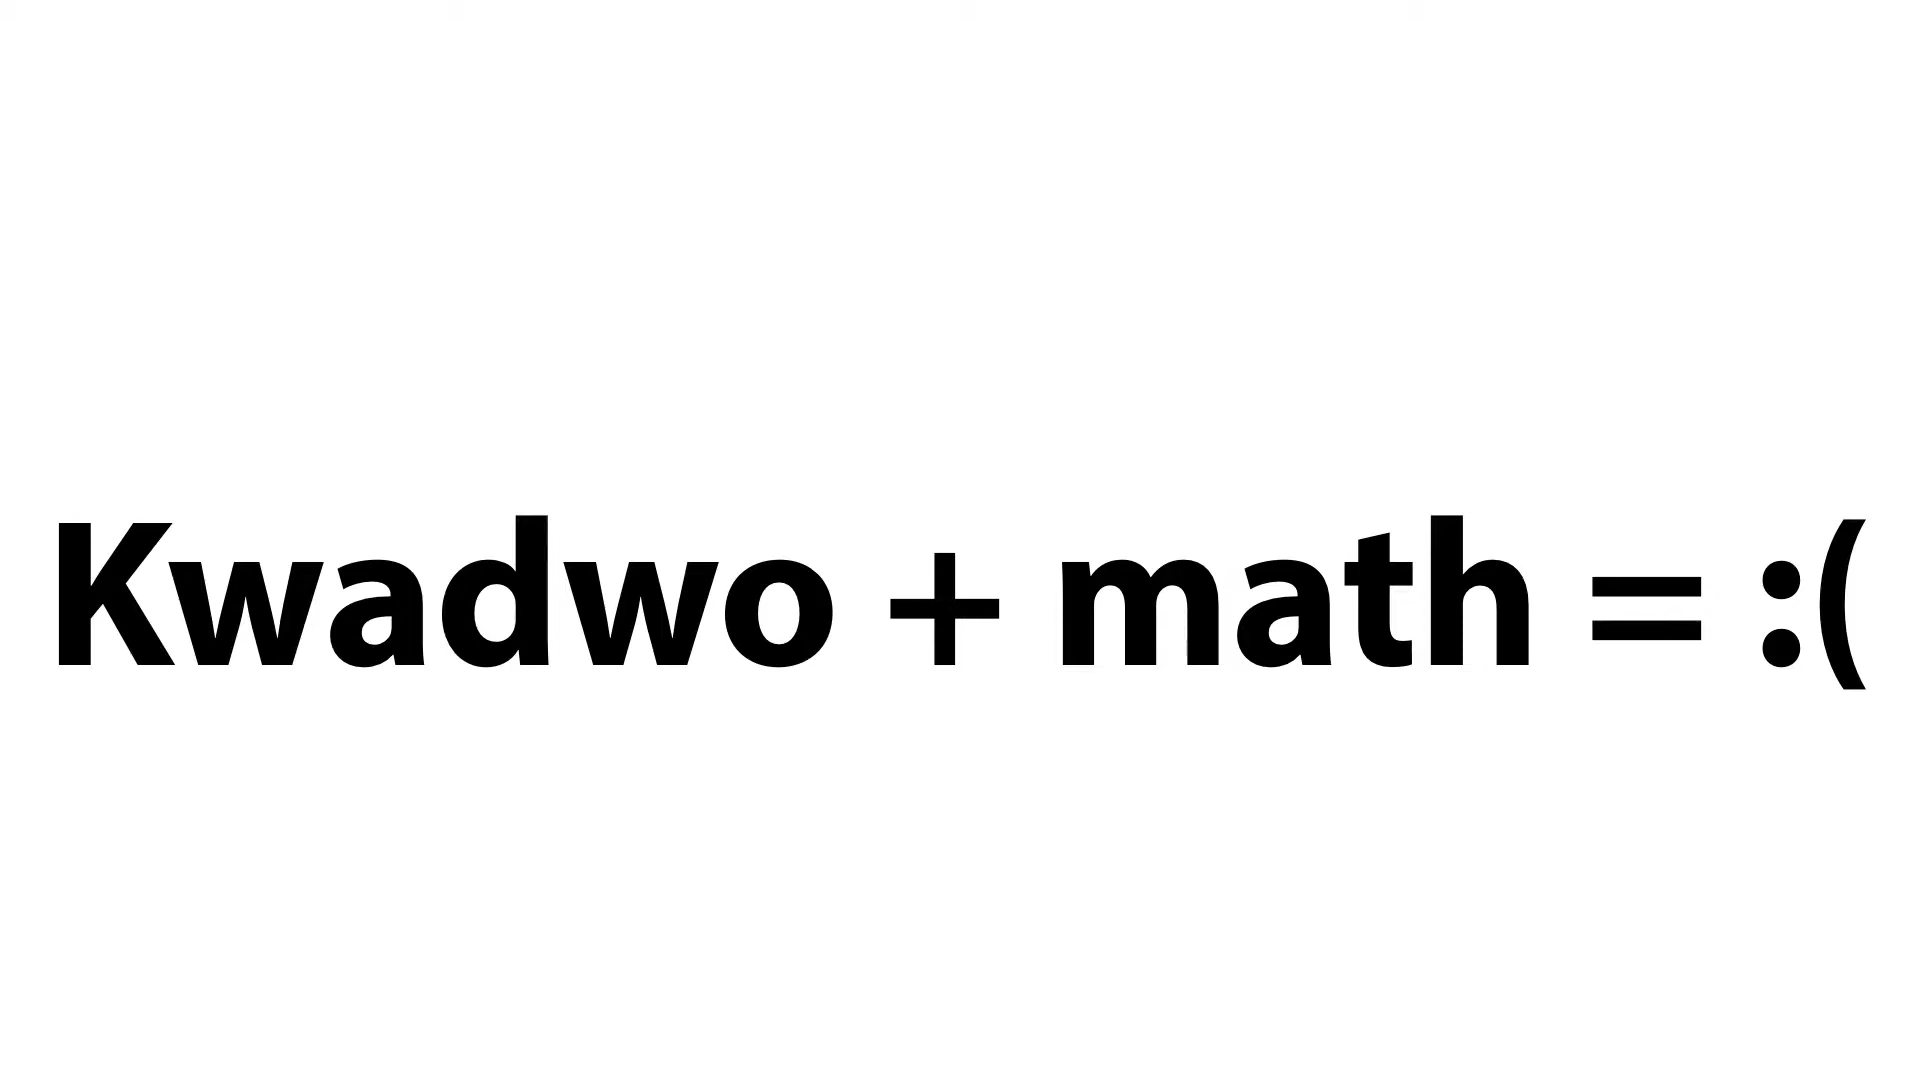 Kwadwo + math = :(